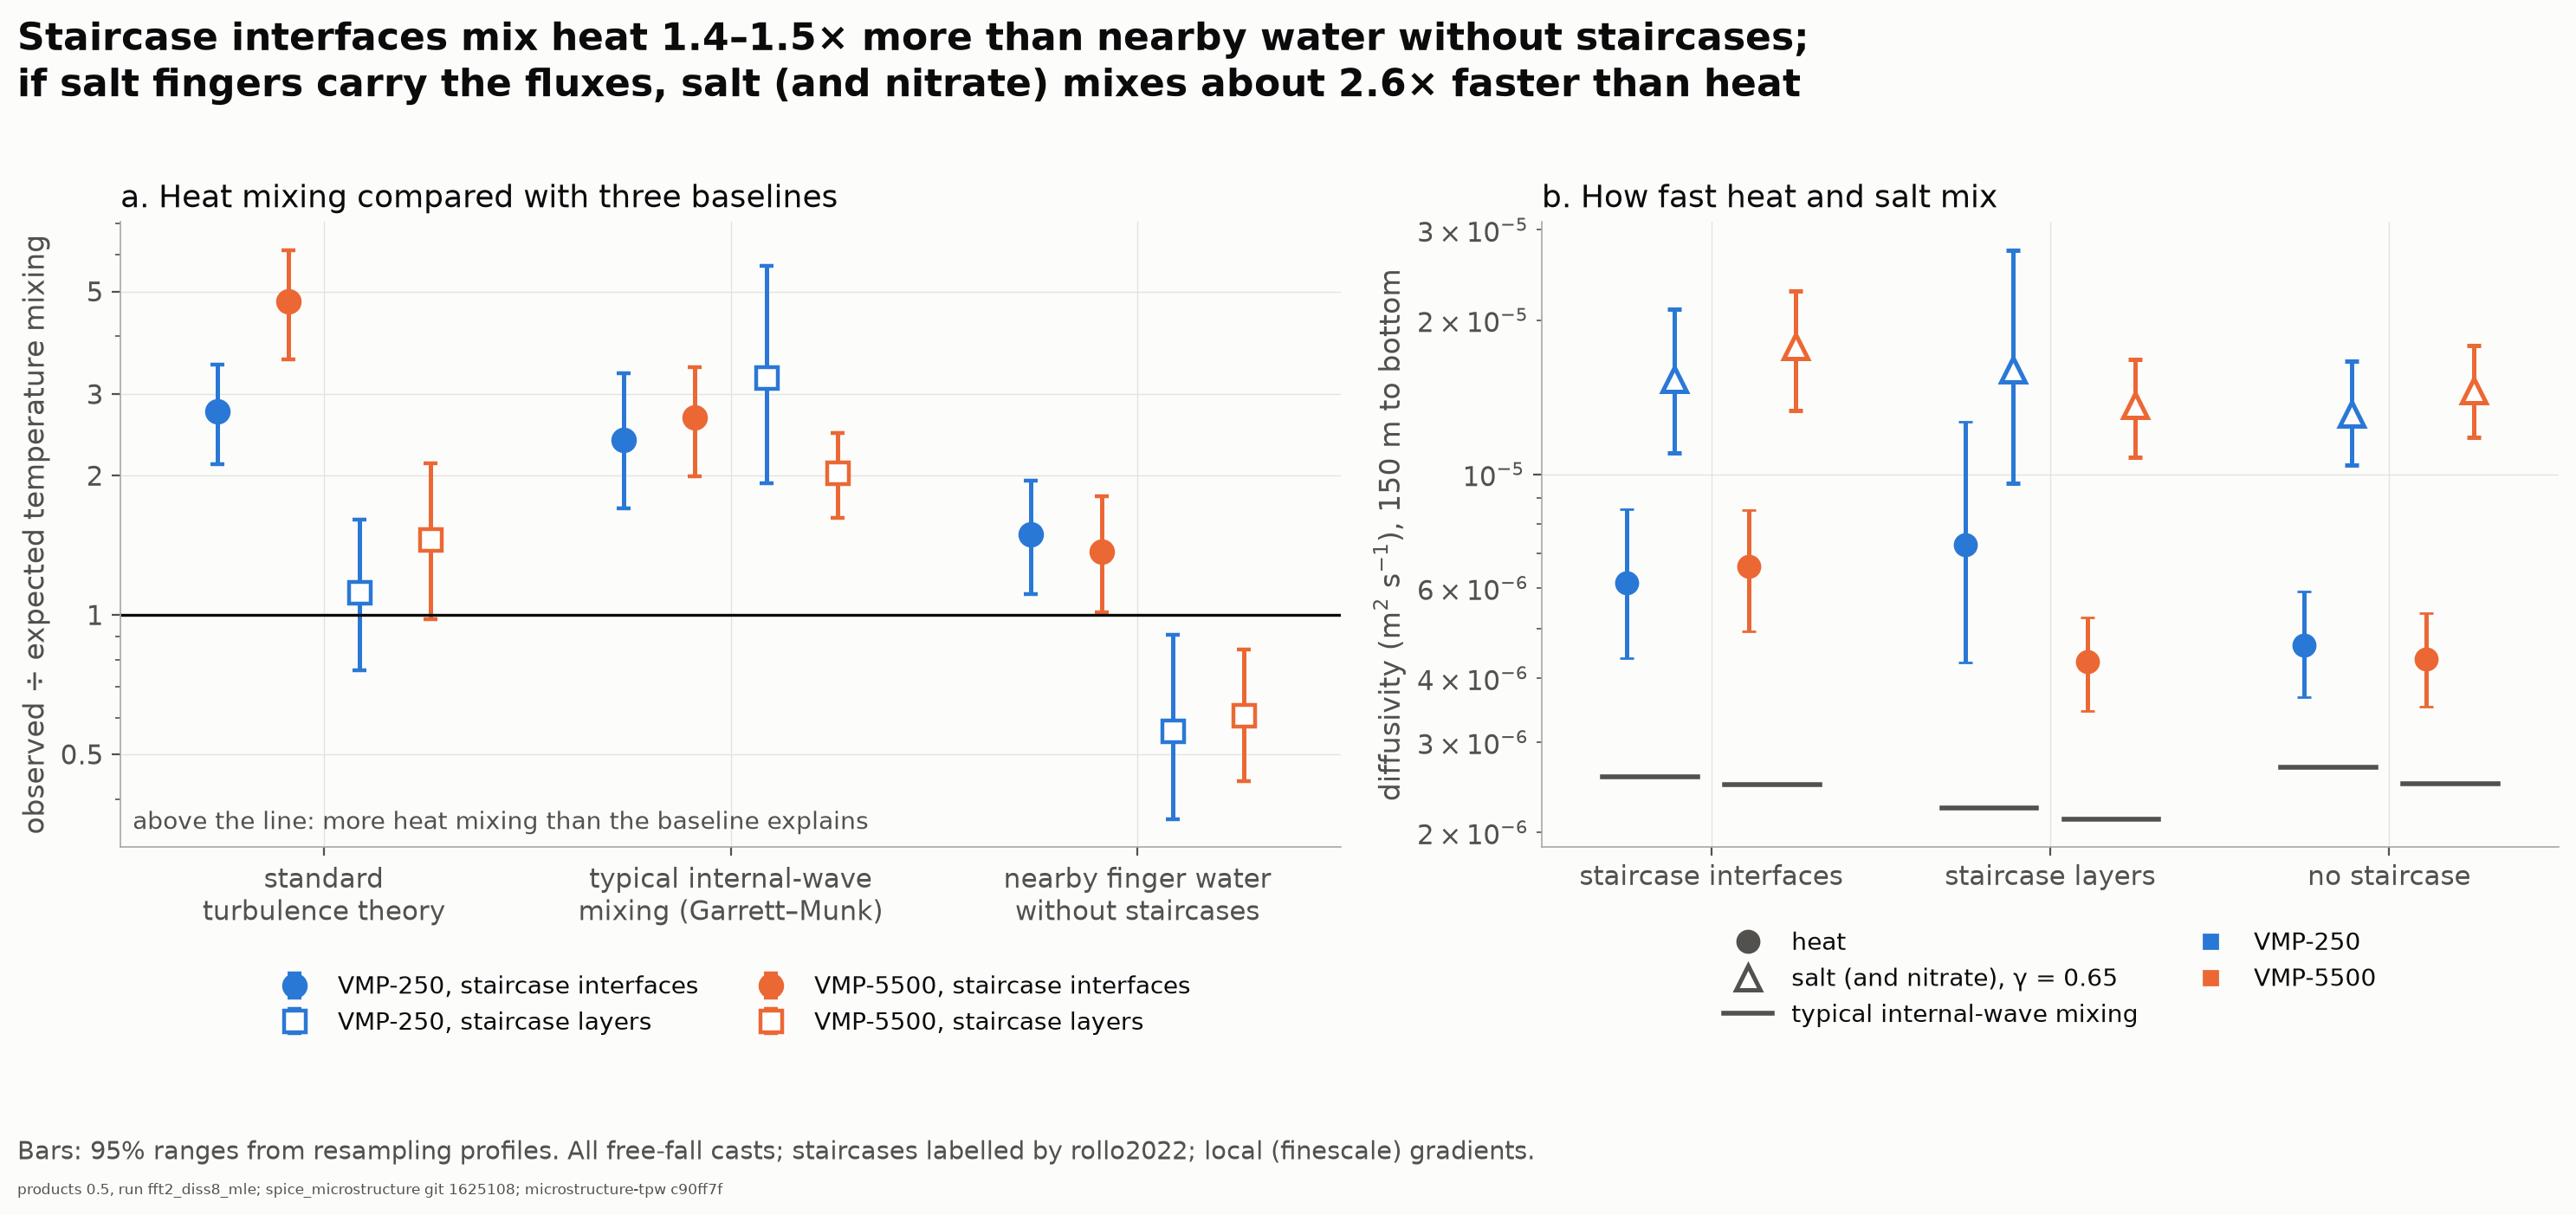 Staircase interfaces mix heat 1.4–1.5× more than nearby water without staircases;
if salt fingers carry the fluxes, salt (and nitrate) mixes about 2.6× faster than heat
a. Heat mixing compared with three baselines
observed ÷ expected temperature mixing
5
3
2
1
0.5
above the line: more heat mixing than the baseline explains
standard
turbulence theory
typical internal-wave
mixing (Garrett–Munk)
nearby finger water
without staircases
VMP-250, staircase interfaces
VMP-250, staircase layers
VMP-5500, staircase interfaces
VMP-5500, staircase layers
b. How fast heat and salt mix
diffusivity (m² s⁻¹), 150 m to bottom
3 × 10⁻⁵
2 × 10⁻⁵
10⁻⁵
6 × 10⁻⁶
4 × 10⁻⁶
3 × 10⁻⁶
2 × 10⁻⁶
staircase interfaces
staircase layers
no staircase
heat
salt (and nitrate), γ = 0.65
typical internal-wave mixing
VMP-250
VMP-5500
Bars: 95% ranges from resampling profiles. All free-fall casts; staircases labelled by rollo2022; local (finescale) gradients.
products 0.5, run fft2_diss8_mle; spice_microstructure git 1625108; microstructure-tpw c90ff7f